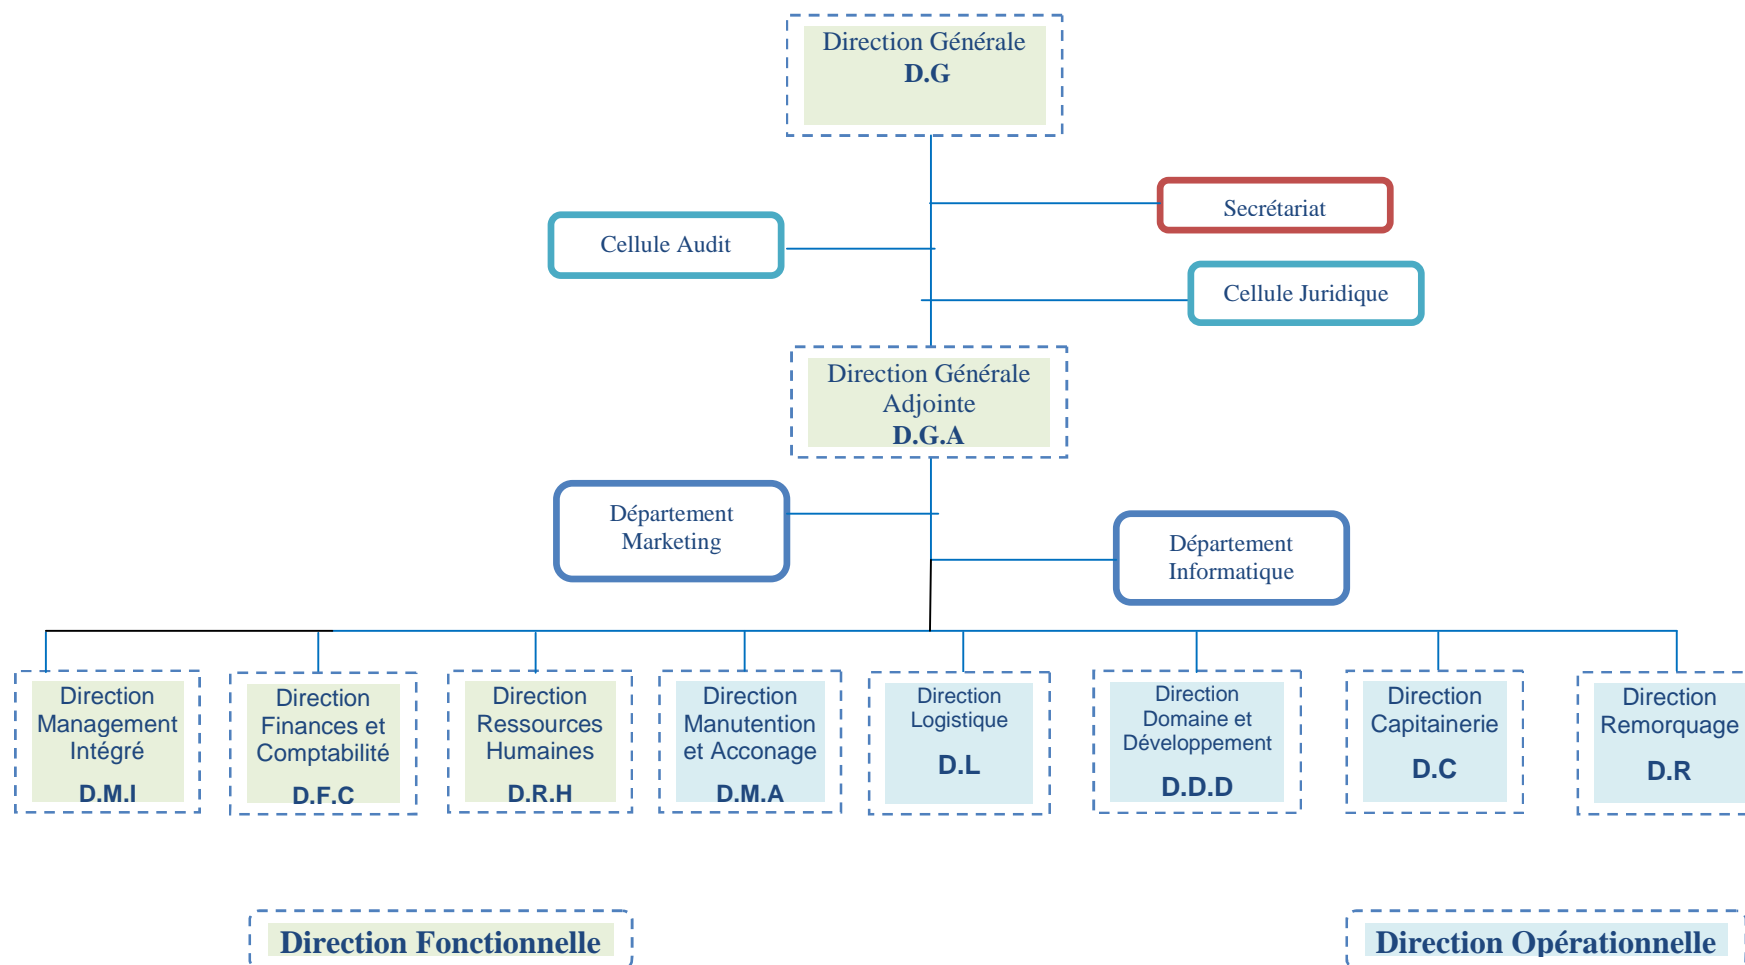 Direction Générale
D.G
Secrétariat
Cellule Audit
Cellule Juridique
Direction Générale
Adjointe
D.G.A
Département
Marketing
Département
Informatique
Direction
Management
Intégré
D.M.I
Direction
Finances et
Comptabilité
D.F.C
Direction
Ressources
Humaines
D.R.H
Direction
Manutention
et Acconage
D.M.A
Direction
Logistique
D.L
Direction
Domaine et
Développement
D.D.D
Direction
Capitainerie
D.C
Direction
Remorquage
D.R
Direction Fonctionnelle
Direction Opérationnelle